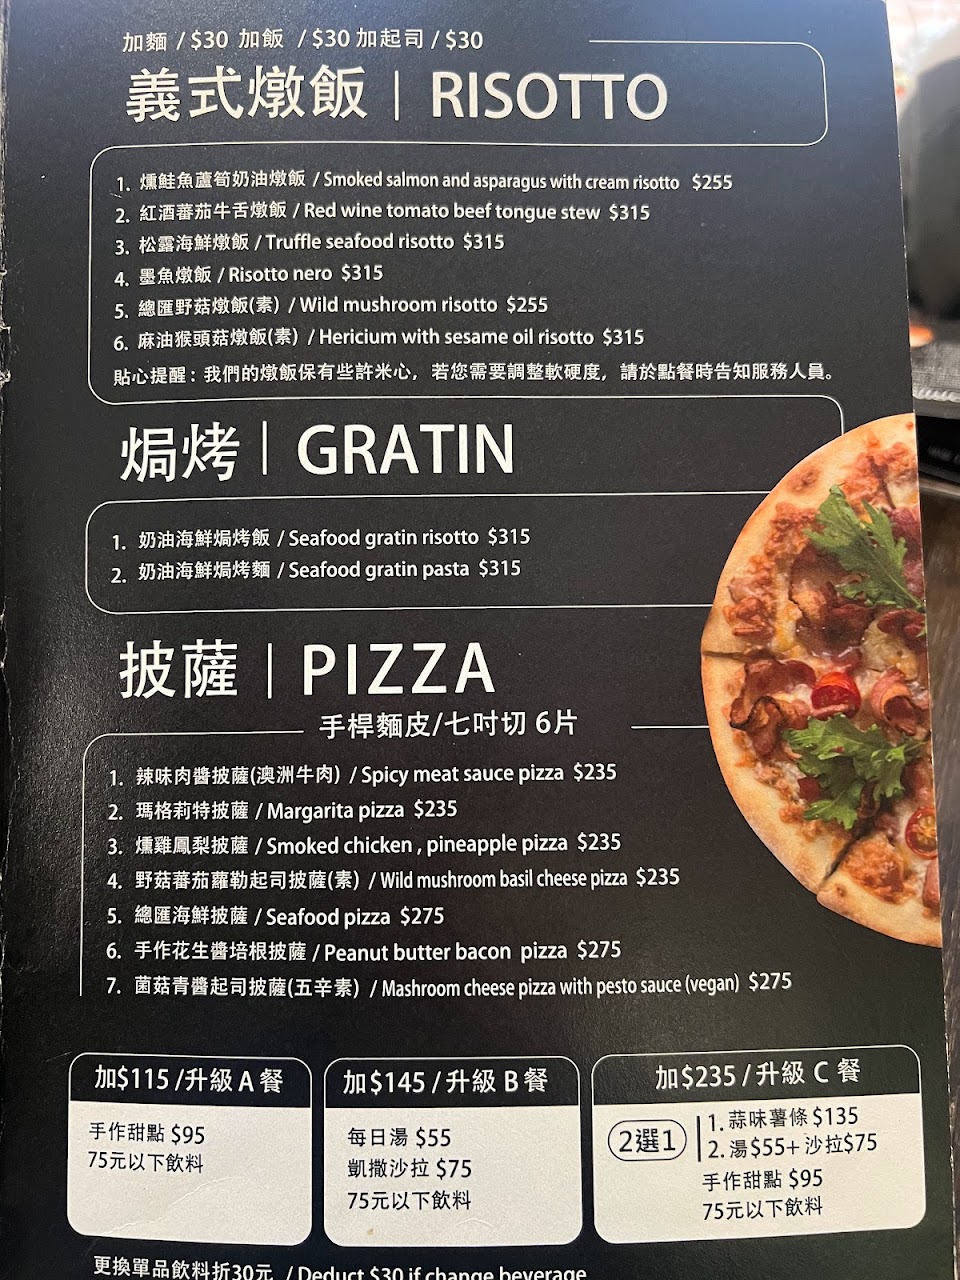 加麵 / $30 加飯 / $30 加起司 / $30
義式燉飯 | RISOTTO
1. 燻鮭魚蘆筍奶油燉飯 / Smoked salmon and asparagus with cream risotto $255
2. 紅酒蕃茄牛舌燉飯 / Red wine tomato beef tongue stew $315
3. 松露海鮮燉飯 / Truffle seafood risotto $315
4. 墨魚燉飯 / Risotto nero $315
5. 總匯野菇燉飯(素) / Wild mushroom risotto $255
6. 麻油猴頭菇燉飯(素) / Hericium with sesame oil risotto $315
貼心提醒：我們的燉飯保有些許米心，若您需要調整軟硬度，請於點餐時告知服務人員。
焗烤 | GRATIN
1. 奶油海鮮焗烤飯 / Seafood gratin risotto $315
2. 奶油海鮮焗烤麵 / Seafood gratin pasta $315
披薩 | PIZZA
手桿麵皮/七吋切 6片
1. 辣味肉醬披薩(澳洲牛肉) / Spicy meat sauce pizza $235
2. 瑪格莉特披薩 / Margarita pizza $235
3. 燻雞鳳梨披薩 / Smoked chicken , pineapple pizza $235
4. 野菇蕃茄蘿勒起司披薩(素) / Wild mushroom basil cheese pizza $235
5. 總匯海鮮披薩 / Seafood pizza $275
6. 手作花生醬培根披薩 / Peanut butter bacon pizza $275
7. 菌菇青醬起司披薩(五辛素) / Mashroom cheese pizza with pesto sauce (vegan) $275
加$115 /升級 A 餐
手作甜點 $95
75元以下飲料
加$145 /升級 B 餐
每日湯 $55
凱撒沙拉 $75
75元以下飲料
加$235 /升級 C 餐
2選1
1. 蒜味薯條 $135
2. 湯$55+ 沙拉$75
手作甜點 $95
75元以下飲料
更換單品飲料折30元 / Deduct $30 if change beverage